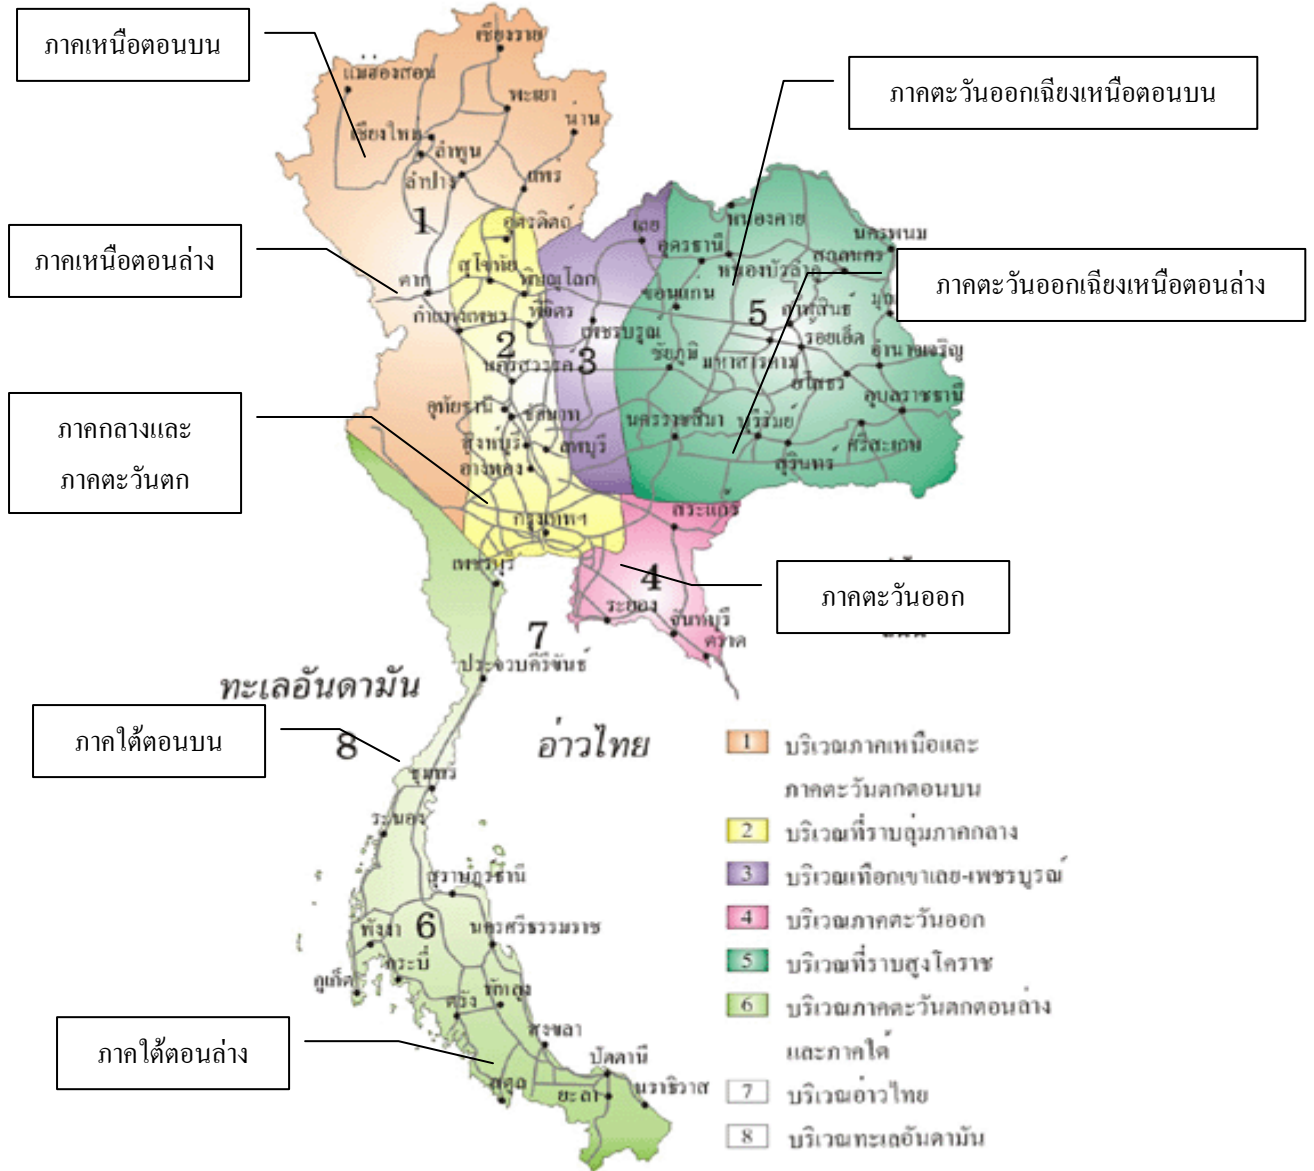 ภาคเหนือตอนบน
เชียงราย
แม่ฮ่องสอน
ภาคตะวันออกเฉียงเหนือตอนบน
พะเยา
น่าน
เชียงใหม่
ลำพูน
ลำปาง
แพร่
1
อุตรดิตถ์
เลย
หนองคาย
อุดรธานี
นครพนม
สกลนคร
ภาคเหนือตอนล่าง
สุโขทัย
หนองบัวลำภู
ภาคตะวันออกเฉียงเหนือตอนล่าง
ตาก
พิษณุโลก
ขอนแก่น
กำแพงเพชร
พิจิตร
เพชรบูรณ์
5
กาฬสินธุ์
2
3
ร้อยเอ็ด
อำนาจเจริญ
ชัยภูมิ
มหาสารคาม
นครสวรรค์
ยโสธร
อุบลราชธานี
อุทัยธานี
ชัยนาท
นครราชสีมา
บุรีรัมย์
ภาคกลางและ
ภาคตะวันตก
สิงห์บุรี
ลพบุรี
สุรินทร์
ศรีสะเกษ
อ่างทอง
กรุงเทพฯ
สระแก้ว
เพชรบุรี
4
ภาคตะวันออก
ระยอง
จันทบุรี
ตราด
7
ประจวบคีรีขันธ์
ทะเลอันดามัน
ภาคใต้ตอนบน
8
อ่าวไทย
ชุมพร
ระนอง
สุราษฎร์ธานี
6
นครศรีธรรมราช
พังงา
กระบี่
ภูเก็ต
ตรัง
พัทลุง
สงขลา
ภาคใต้ตอนล่าง
ปัตตานี
สตูล
ยะลา
นราธิวาส
1 บริเวณภาคเหนือและ
ภาคตะวันตกตอนบน
2 บริเวณที่ราบลุ่มภาคกลาง
3 บริเวณเทือกเขาเลย-เพชรบูรณ์
4 บริเวณภาคตะวันออก
5 บริเวณที่ราบสูงโคราช
6 บริเวณภาคตะวันตกตอนล่าง
และภาคใต้
7 บริเวณอ่าวไทย
8 บริเวณทะเลอันดามัน